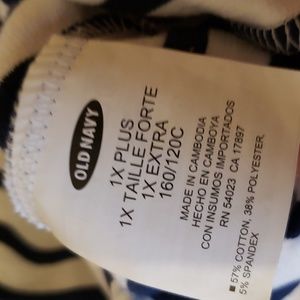 OLD NAVY
1X PLUS
1X TAILLE FORTE
1X EXTRA
160/120C
MADE IN CAMBODIA
HECHO EN CAMBOYA
CON INSUMOS IMPORTADOS
RN 54023 CA 17897
■ 57% COTTON, 38% POLYESTER,
5% SPANDEX